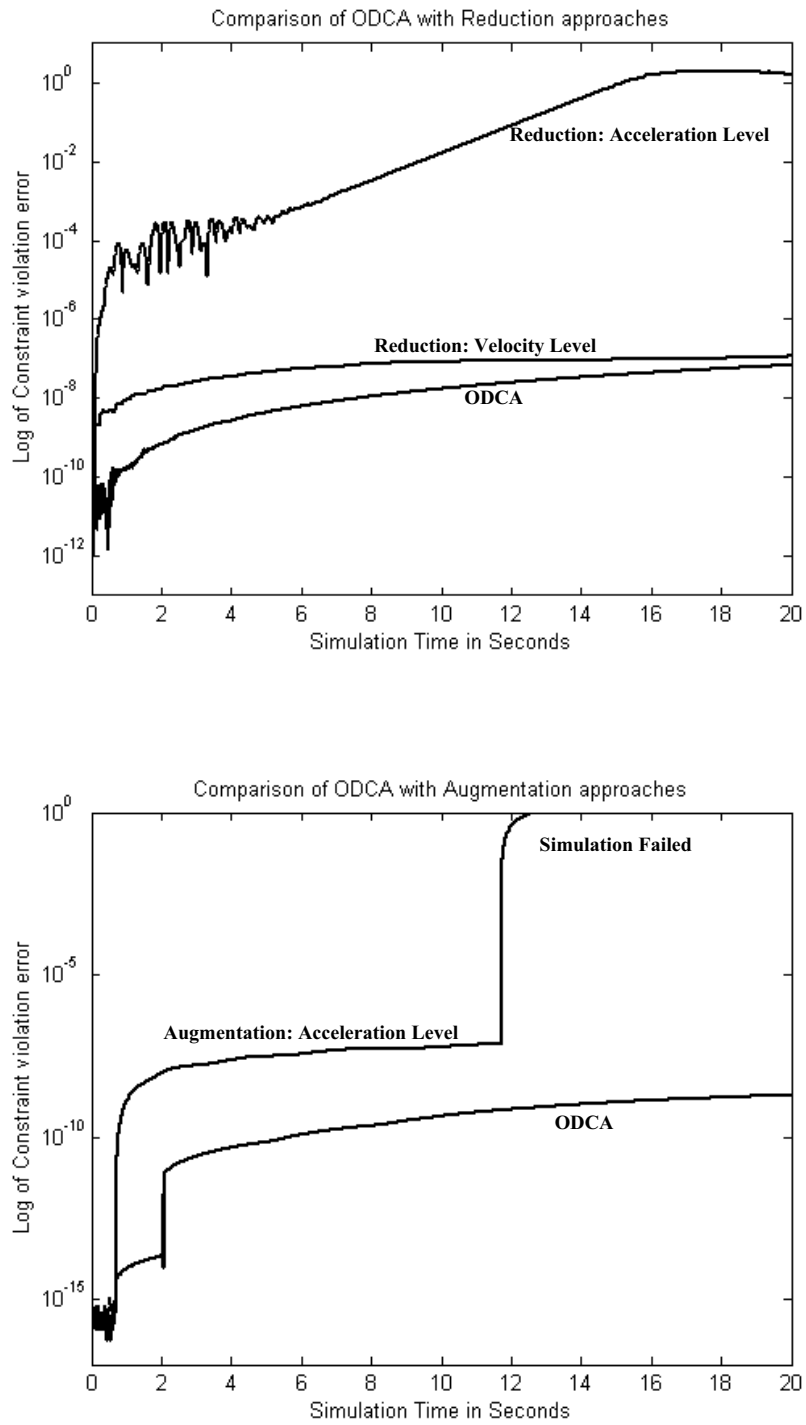 Comparison of ODCA with Reduction approaches
10^0
10^-2
10^-4
10^-6
10^-8
10^-10
10^-12
Log of Constraint violation error
Reduction: Acceleration Level
Reduction: Velocity Level
ODCA
0 2 4 6 8 10 12 14 16 18 20
Simulation Time in Seconds
Comparison of ODCA with Augmentation approaches
10^0
10^-5
10^-10
10^-15
Log of Constraint violation error
Simulation Failed
Augmentation: Acceleration Level
ODCA
0 2 4 6 8 10 12 14 16 18 20
Simulation Time in Seconds